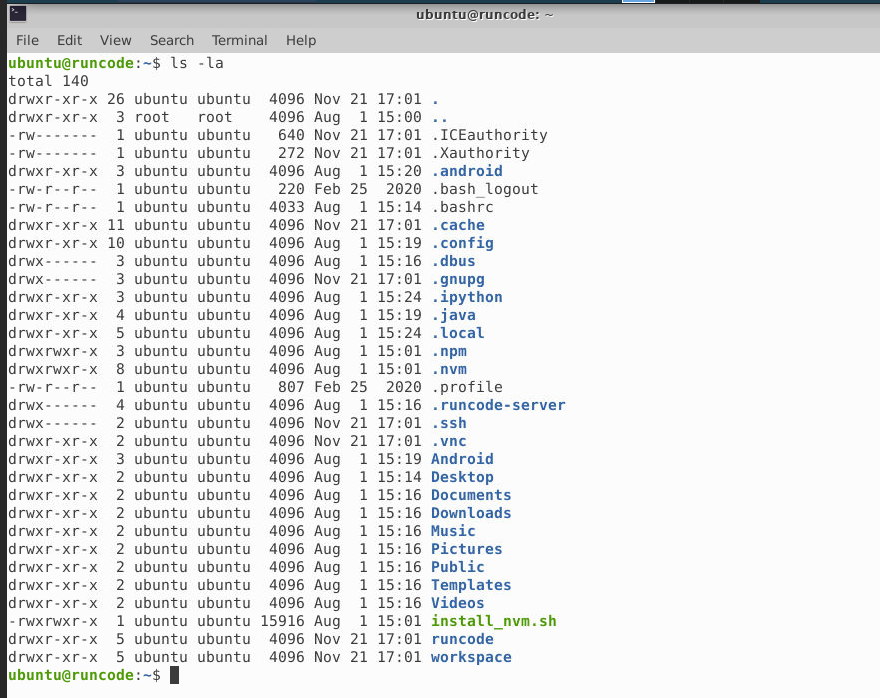 ubuntu@runcode: ~
File Edit View Search Terminal Help
ubuntu@runcode:~$ ls -la
total 140
drwxr-xr-x 26 ubuntu ubuntu  4096 Nov 21 17:01 .
drwxr-xr-x  3 root   root    4096 Aug  1 15:00 ..
-rw-------  1 ubuntu ubuntu   640 Nov 21 17:01 .ICEauthority
-rw-------  1 ubuntu ubuntu   272 Nov 21 17:01 .Xauthority
drwxr-xr-x  3 ubuntu ubuntu  4096 Aug  1 15:20 .android
-rw-r--r--  1 ubuntu ubuntu   220 Feb 25  2020 .bash_logout
-rw-r--r--  1 ubuntu ubuntu  4033 Aug  1 15:14 .bashrc
drwxr-xr-x 11 ubuntu ubuntu  4096 Nov 21 17:01 .cache
drwxr-xr-x 10 ubuntu ubuntu  4096 Aug  1 15:19 .config
drwx------  3 ubuntu ubuntu  4096 Aug  1 15:16 .dbus
drwx------  3 ubuntu ubuntu  4096 Nov 21 17:01 .gnupg
drwxr-xr-x  3 ubuntu ubuntu  4096 Aug  1 15:24 .ipython
drwxr-xr-x  4 ubuntu ubuntu  4096 Aug  1 15:19 .java
drwxr-xr-x  5 ubuntu ubuntu  4096 Aug  1 15:24 .local
drwxrwxr-x  3 ubuntu ubuntu  4096 Aug  1 15:01 .npm
drwxrwxr-x  8 ubuntu ubuntu  4096 Aug  1 15:01 .nvm
-rw-r--r--  1 ubuntu ubuntu   807 Feb 25  2020 .profile
drwx------  4 ubuntu ubuntu  4096 Aug  1 15:16 .runcode-server
drwx------  2 ubuntu ubuntu  4096 Nov 21 17:01 .ssh
drwxr-xr-x  2 ubuntu ubuntu  4096 Nov 21 17:01 .vnc
drwxr-xr-x  3 ubuntu ubuntu  4096 Aug  1 15:19 Android
drwxr-xr-x  2 ubuntu ubuntu  4096 Aug  1 15:14 Desktop
drwxr-xr-x  2 ubuntu ubuntu  4096 Aug  1 15:16 Documents
drwxr-xr-x  2 ubuntu ubuntu  4096 Aug  1 15:16 Downloads
drwxr-xr-x  2 ubuntu ubuntu  4096 Aug  1 15:16 Music
drwxr-xr-x  2 ubuntu ubuntu  4096 Aug  1 15:16 Pictures
drwxr-xr-x  2 ubuntu ubuntu  4096 Aug  1 15:16 Public
drwxr-xr-x  2 ubuntu ubuntu  4096 Aug  1 15:16 Templates
drwxr-xr-x  2 ubuntu ubuntu  4096 Aug  1 15:16 Videos
-rwxrwxr-x  1 ubuntu ubuntu 15916 Aug  1 15:01 install_nvm.sh
drwxr-xr-x  5 ubuntu ubuntu  4096 Nov 21 17:01 runcode
drwxr-xr-x  5 ubuntu ubuntu  4096 Nov 21 17:01 workspace
ubuntu@runcode:~$